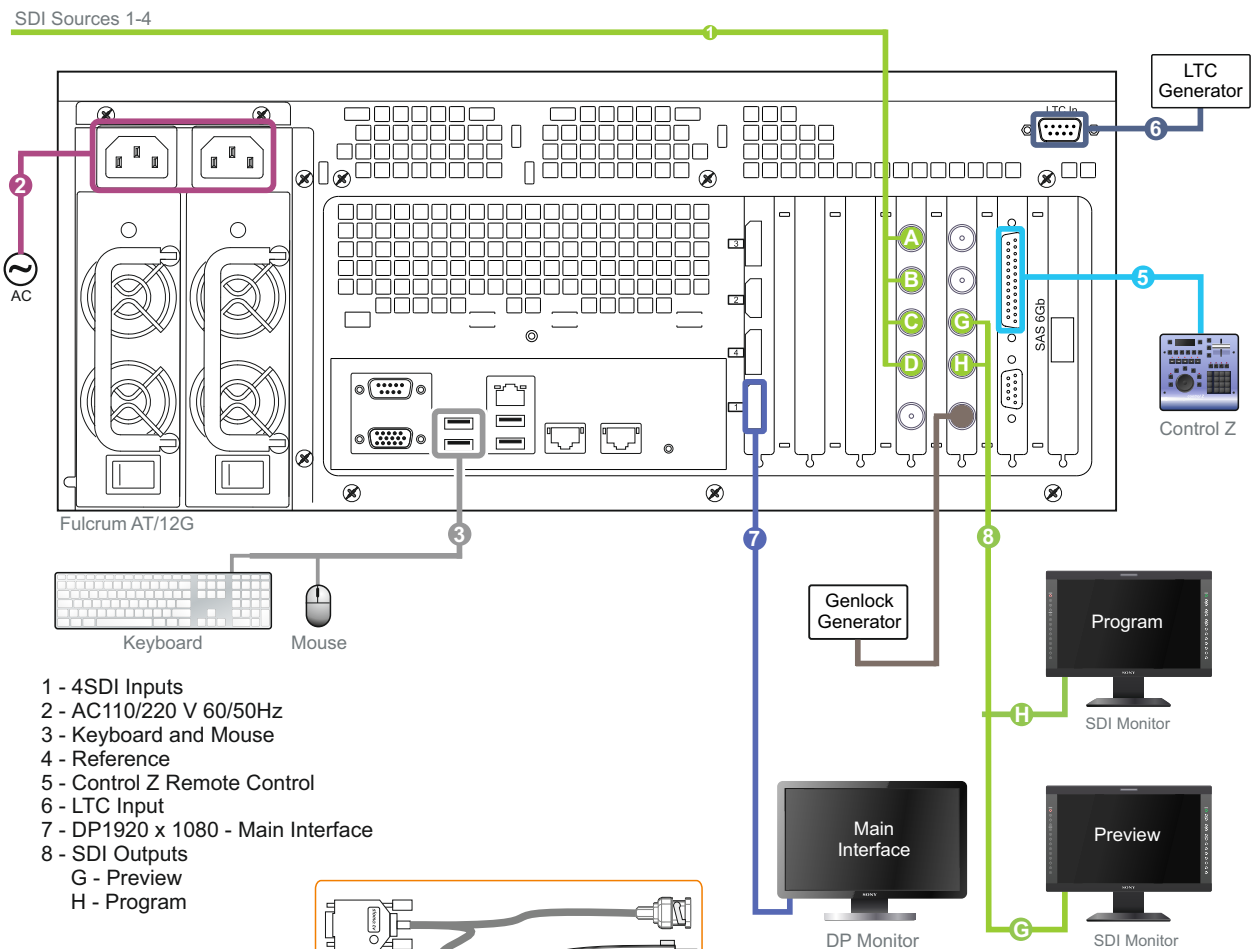 SDI Sources 1-4
1
LTC
Generator
LTC In
6
2
AC
3
2
4
1
A
B
C
D
G
H
SAS 6Gb
5
Control Z
Fulcrum AT/12G
3
7
8
Keyboard
Mouse
Genlock
Generator
Program
SONY
H
SDI Monitor
1 - 4SDI Inputs
2 - AC110/220 V 60/50Hz
3 - Keyboard and Mouse
4 - Reference
5 - Control Z Remote Control
6 - LTC Input
7 - DP1920 x 1080 - Main Interface
8 - SDI Outputs
G - Preview
H - Program
Main
Interface
SONY
DP Monitor
Preview
SONY
G
SDI Monitor